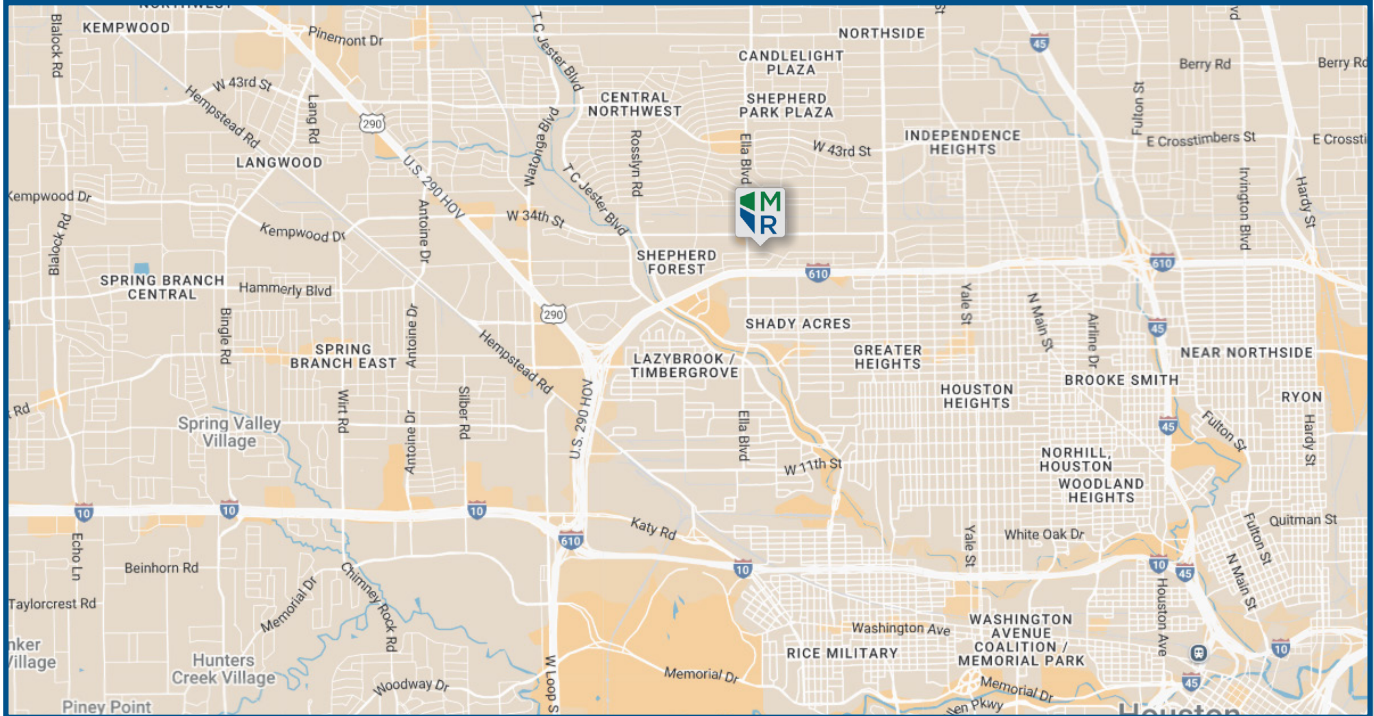 KEMPWOOD
Blalock Rd
Pinemont Dr
T C Jester Blvd
NORTHSIDE
CANDLELIGHT
PLAZA
45
Berry Rd
Berry Rd
W 43rd St
Hempstead Rd
Lang Rd
290
CENTRAL
NORTHWEST
SHEPHERD
PARK PLAZA
Fulton St
Watonga Blvd
Rosslyn Rd
Ella Blvd
W 43rd St
INDEPENDENCE
HEIGHTS
E Crosstimbers St
E Crossti
LANGWOOD
U.S. 290 HOV
T C Jester Blvd
Irvington Blvd
Hardy St
Kempwood Dr
Antoine Dr
W 34th St
M
R
Blalock Rd
Kempwood Dr
SHEPHERD
FOREST
610
610
SPRING BRANCH
CENTRAL
Hammerly Blvd
290
Yale St
N Main St
Airline Dr
45
Bingle Rd
Antoine Dr
Hempstead Rd
SHADY ACRES
SPRING
BRANCH EAST
LAZYBROOK /
TIMBERGROVE
GREATER
HEIGHTS
NEAR NORTHSIDE
Rd
Wirt Rd
Silber Rd
U.S. 290 HOV
HOUSTON
HEIGHTS
BROOKE SMITH
RYON
Spring Valley
Village
Antoine Dr
Ella Blvd
45
Fulton St
Hardy St
W 11th St
NORHILL,
HOUSTON
WOODLAND
HEIGHTS
10
10
10
Katy Rd
610
Yale St
White Oak Dr
Fulton St
Quitman St
Echo Ln
Beinhorn Rd
Memorial Dr
Chimney Rock Rd
10
10
45
N Main St
Taylorcrest Rd
Houston Ave
nker
Village
Hunters
Creek Village
Washington Ave
WASHINGTON
AVENUE
COALITION /
MEMORIAL PARK
RICE MILITARY
10
Woodway Dr
W Loop S
Memorial Dr
Memorial Dr
45
Piney Point
len Pkwy
Houston